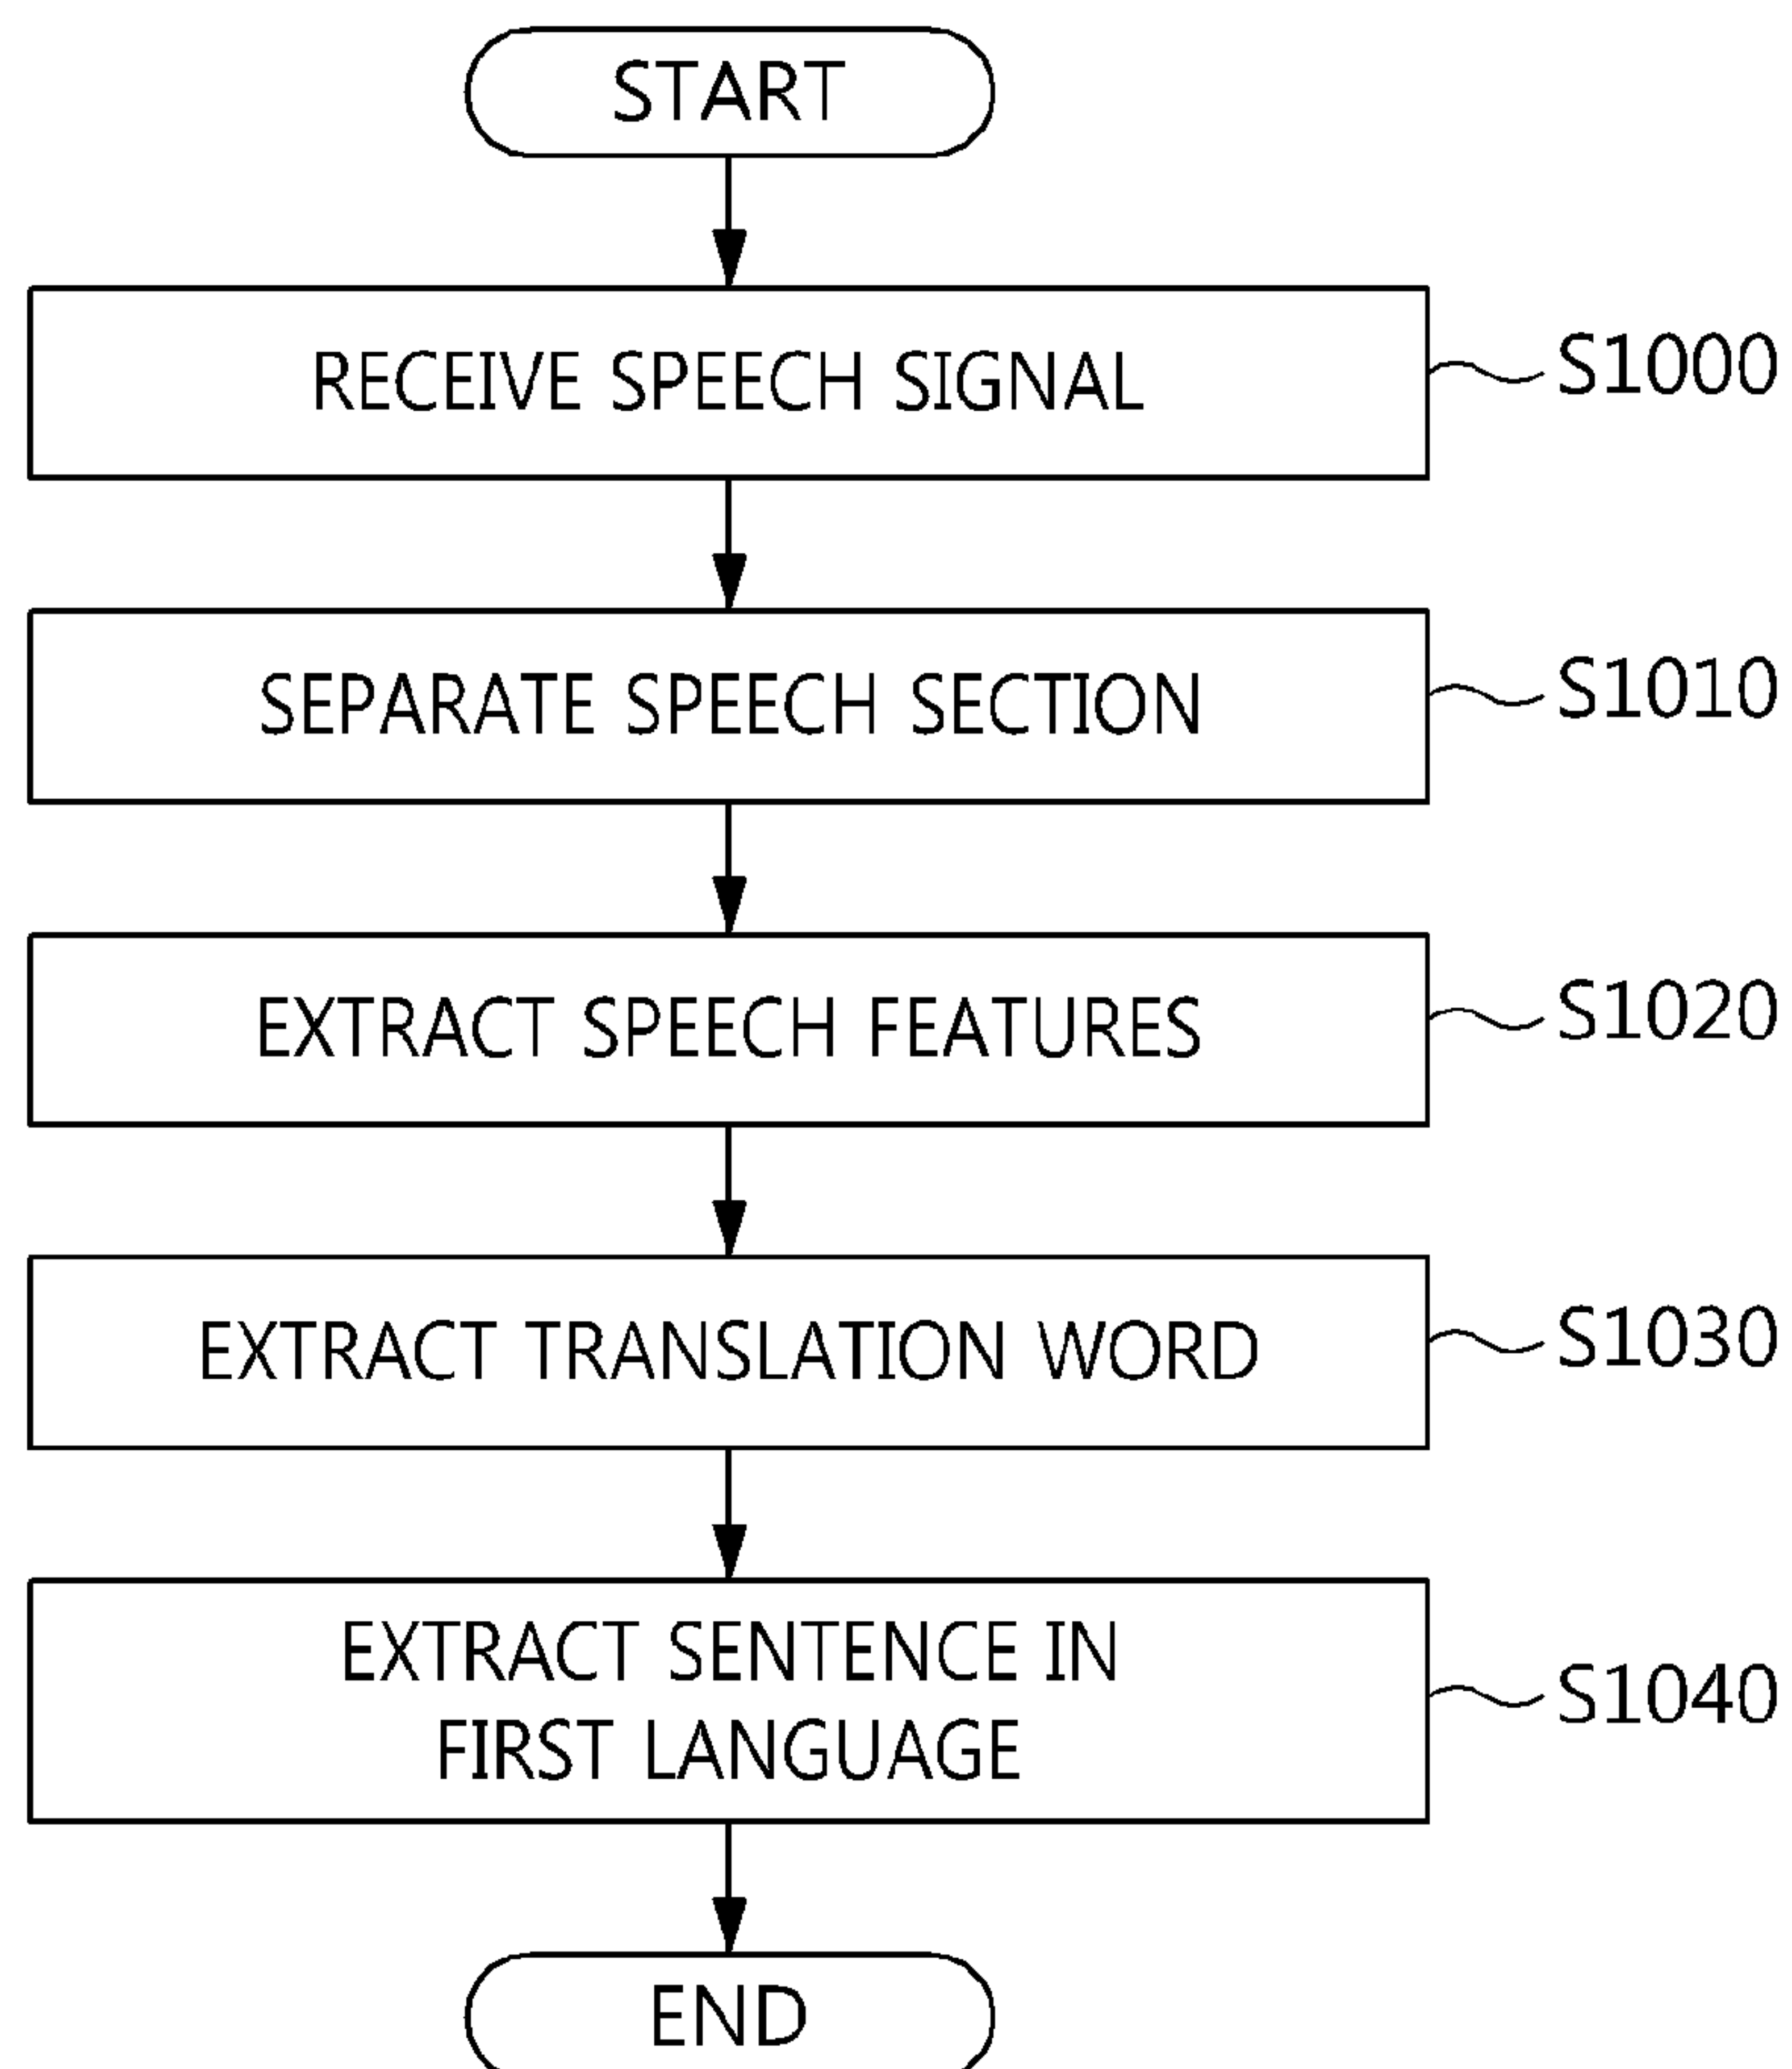 START
RECEIVE SPEECH SIGNAL
S1000
SEPARATE SPEECH SECTION
S1010
EXTRACT SPEECH FEATURES
S1020
EXTRACT TRANSLATION WORD
S1030
EXTRACT SENTENCE IN
FIRST LANGUAGE
S1040
END